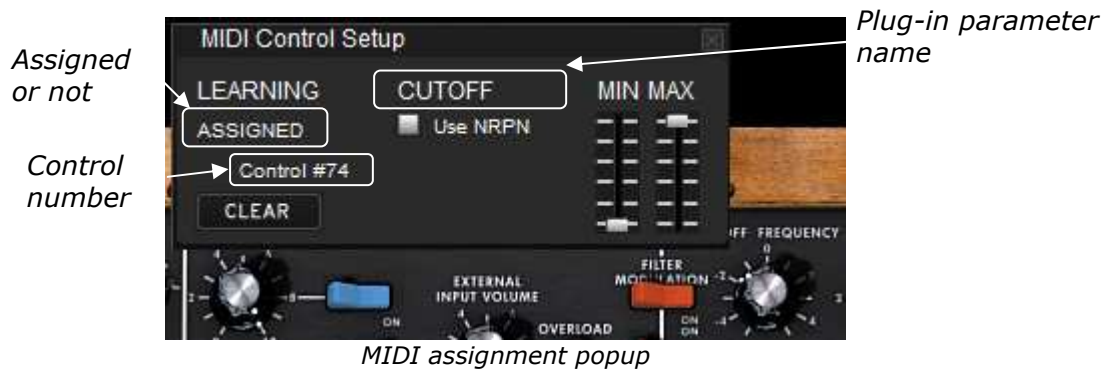 Plug-in parameter
name
MIDI Control Setup
Assigned
or not
LEARNING CUTOFF MIN MAX
ASSIGNED Use NRPN
Control
number
Control #74
CLEAR
FREQUENCY
FILTER
EXTERNAL
INPUT VOLUME
ON
OVERLOAD
ON
ON
MIDI assignment popup